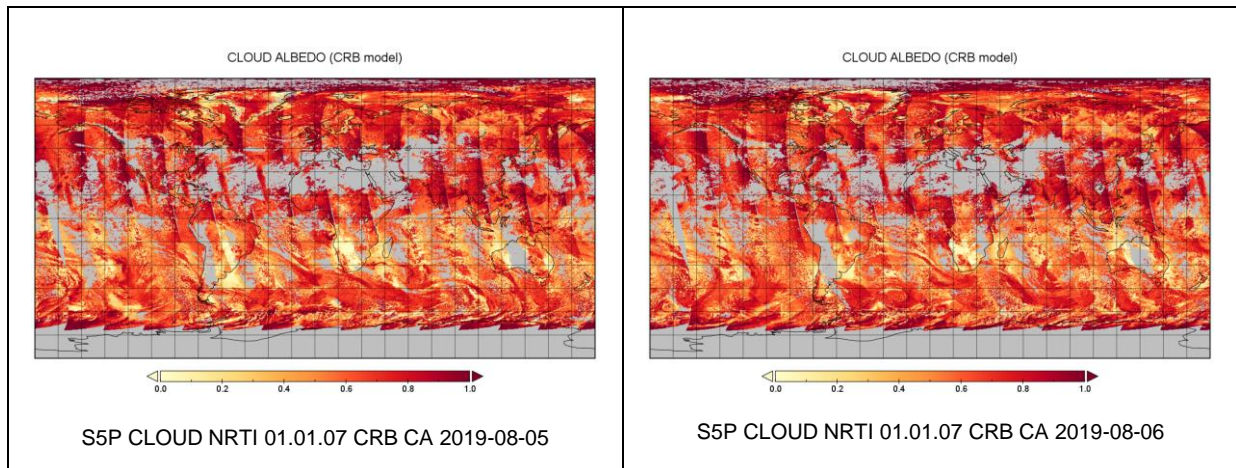 CLOUD ALBEDO (CRB model)
0.0 0.2 0.4 0.6 0.8 1.0
S5P CLOUD NRTI 01.01.07 CRB CA 2019-08-05
CLOUD ALBEDO (CRB model)
0.0 0.2 0.4 0.6 0.8 1.0
S5P CLOUD NRTI 01.01.07 CRB CA 2019-08-06